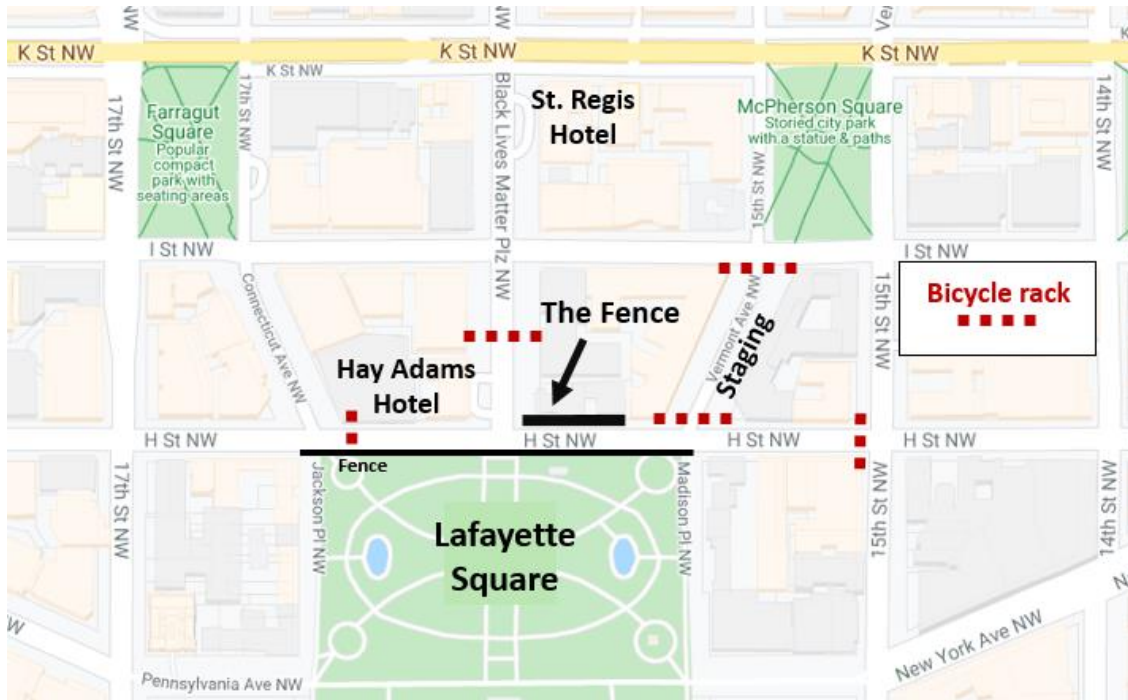 K St NW
K St NW
K St NW
K St NW
17th St NW
17th St NW
Farragut
Square
Popular
compact
park with
seating areas
Black Lives Matter Plz NW
St. Regis
Hotel
McPherson Square
Storied city park
with a statue & paths
15th St NW
14th St NW
I St NW
I St NW
Connecticut Ave NW
The Fence
Vermont Ave NW
Staging
15th St NW
Bicycle rack
Hay Adams
Hotel
H St NW
H St NW
H St NW
H St NW
Fence
17th St NW
Jackson Pl NW
Lafayette
Square
Madison Pl NW
15th St NW
14th St NW
New York Ave NW
Pennsylvania Ave NW